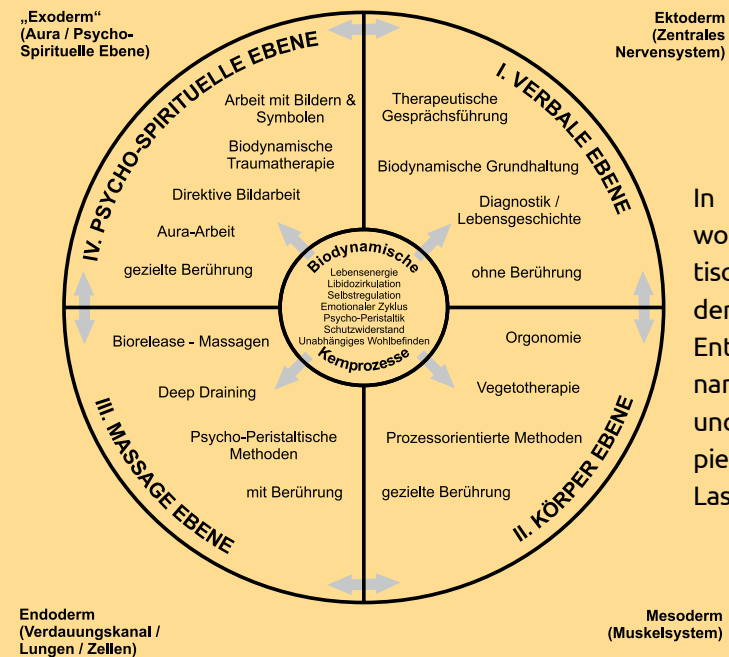 „Exoderm“
(Aura / Psycho-
Spirituelle Ebene)
Ektoderm
(Zentrales
Nervensystem)
IV. PSYCHO-SPIRITUELLE EBENE
Arbeit mit Bildern &
Symbolen
Biodynamische
Traumatherapie
Direktive Bildarbeit
Aura-Arbeit
gezielte Berührung
I. VERBALE EBENE
Therapeutische
Gesprächsführung
Biodynamische Grundhaltung
Diagnostik /
Lebensgeschichte
ohne Berührung
Biodynamische
Lebensenergie
Libidozirkulation
Selbstregulation
Emotionaler Zyklus
Psycho-Peristaltik
Schutzwiderstand
Unabhängiges Wohlbefinden
Kernprozesse
III. MASSAGE EBENE
Biorelease - Massagen
Deep Draining
Psycho-Peristaltische
Methoden
mit Berührung
II. KÖRPER EBENE
Orgonomie
Vegetotherapie
Prozessorientierte Methoden
gezielte Berührung
Endoderm
(Verdauungskanal /
Lungen / Zellen)
Mesoderm
(Muskelsystem)
In
wo
tisc
der
Ent
nar
und
pie
Las